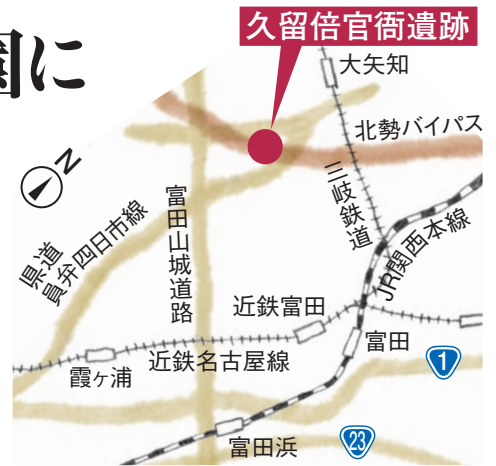 園に
久留倍官衙遺跡
大矢知
北勢バイパス
N
三岐鉄道
富田山城道路
県道
員弁四日市線
JR関西本線
近鉄富田
富田
近鉄名古屋線
霞ヶ浦
1
富田浜
23